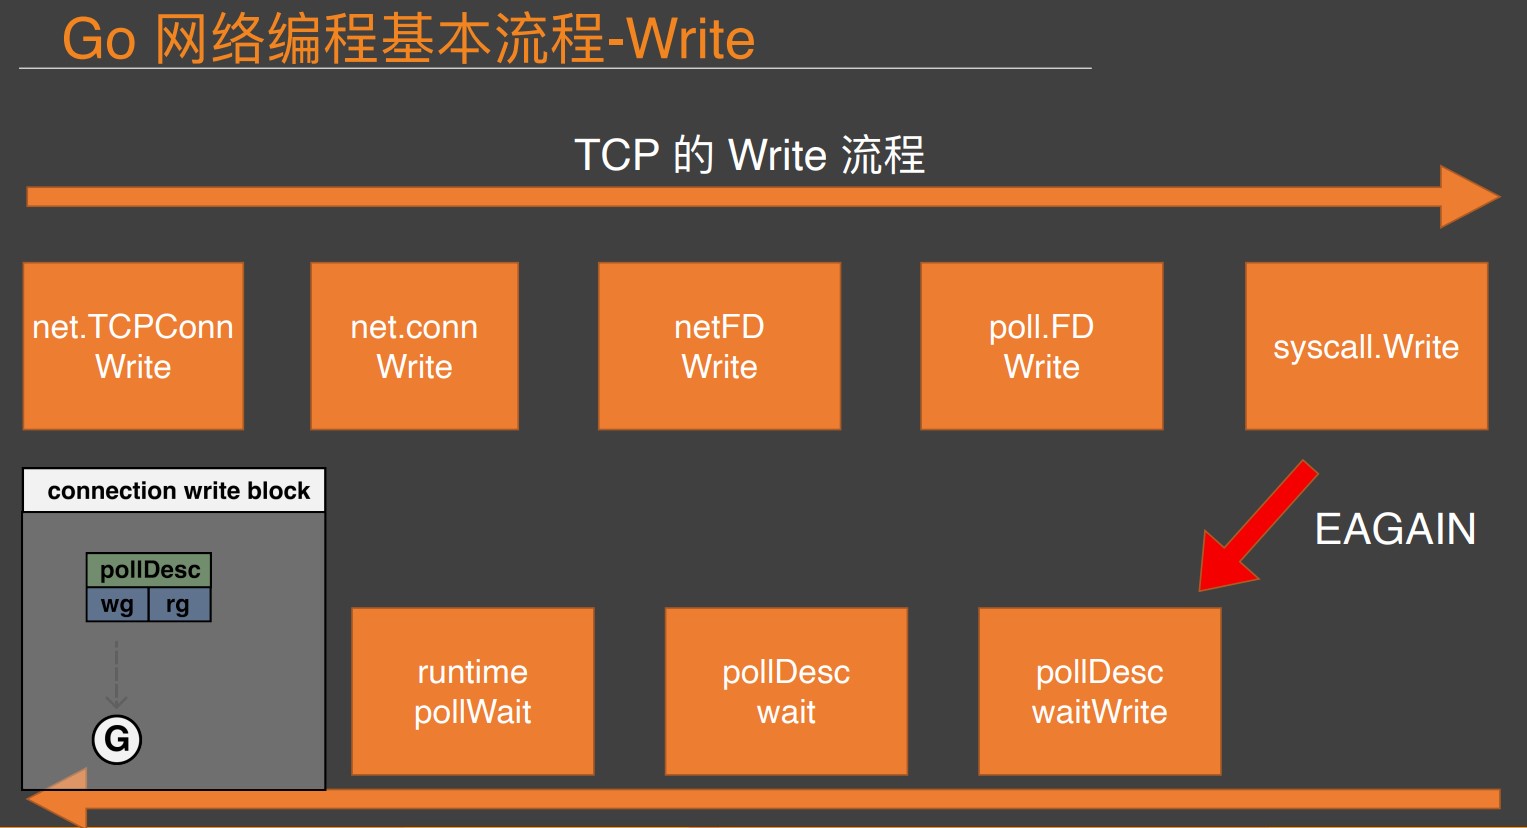 Go 网络编程基本流程-Write
TCP 的 Write 流程
net.TCPConn
Write
net.conn
Write
netFD
Write
poll.FD
Write
syscall.Write
EAGAIN
connection write block
pollDesc
wg
rg
G
runtime
pollWait
pollDesc
wait
pollDesc
waitWrite